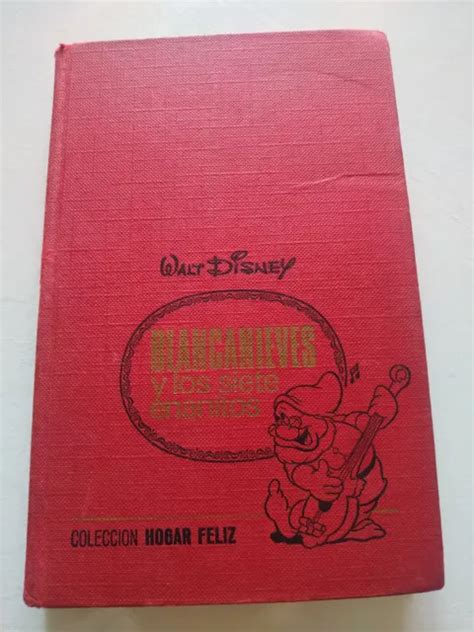 WALT DISNEY
BLANCANIEVES
y los siete
enanitos
COLECCION HOGAR FELIZ